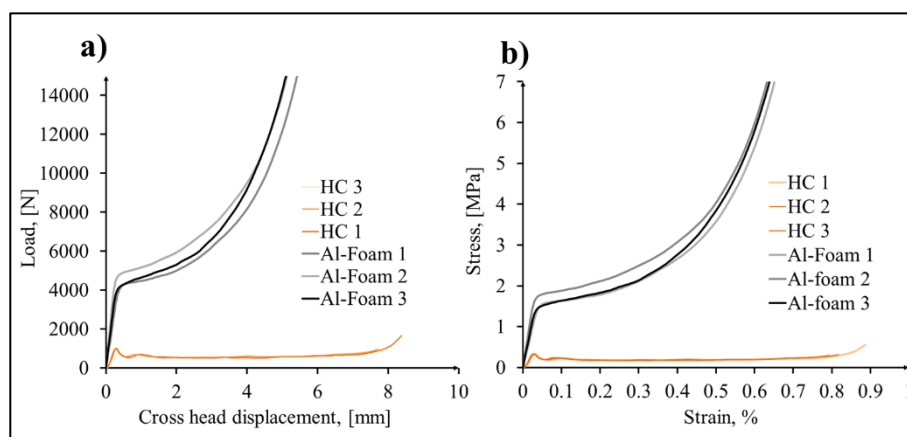 a)
14000
12000
10000
8000
6000
4000
2000
0
Load, [N]
HC 3
HC 2
HC 1
Al-Foam 1
Al-Foam 2
Al-Foam 3
0 2 4 6 8 10
Cross head displacement, [mm]
b)
7
6
5
4
3
2
1
0
Stress, [MPa]
HC 1
HC 2
HC 3
Al-Foam 1
Al-foam 2
Al-foam 3
0 0.1 0.2 0.3 0.4 0.5 0.6 0.7 0.8 0.9 1
Strain, %